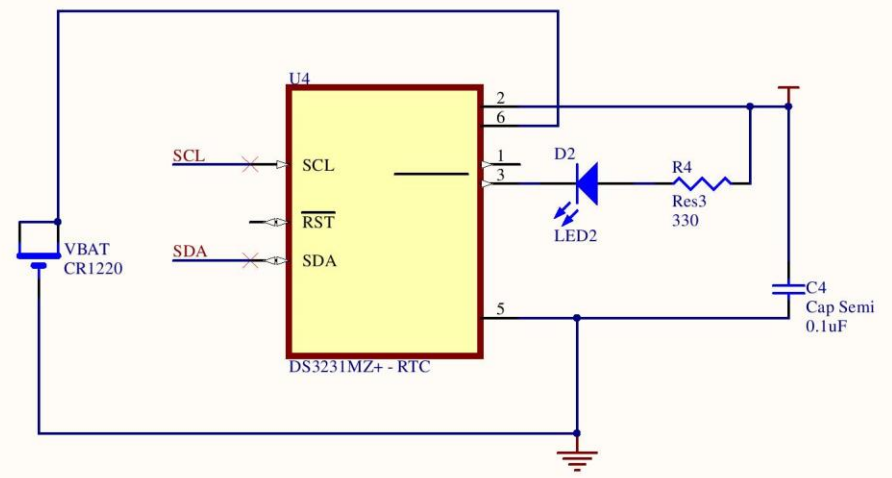 U4
2
6
SCL
SCL
1
3
D2
LED2
R4
Res3
330
RST
VBAT
CR1220
SDA
SDA
5
C4
Cap Semi
0.1uF
DS3231MZ+ - RTC